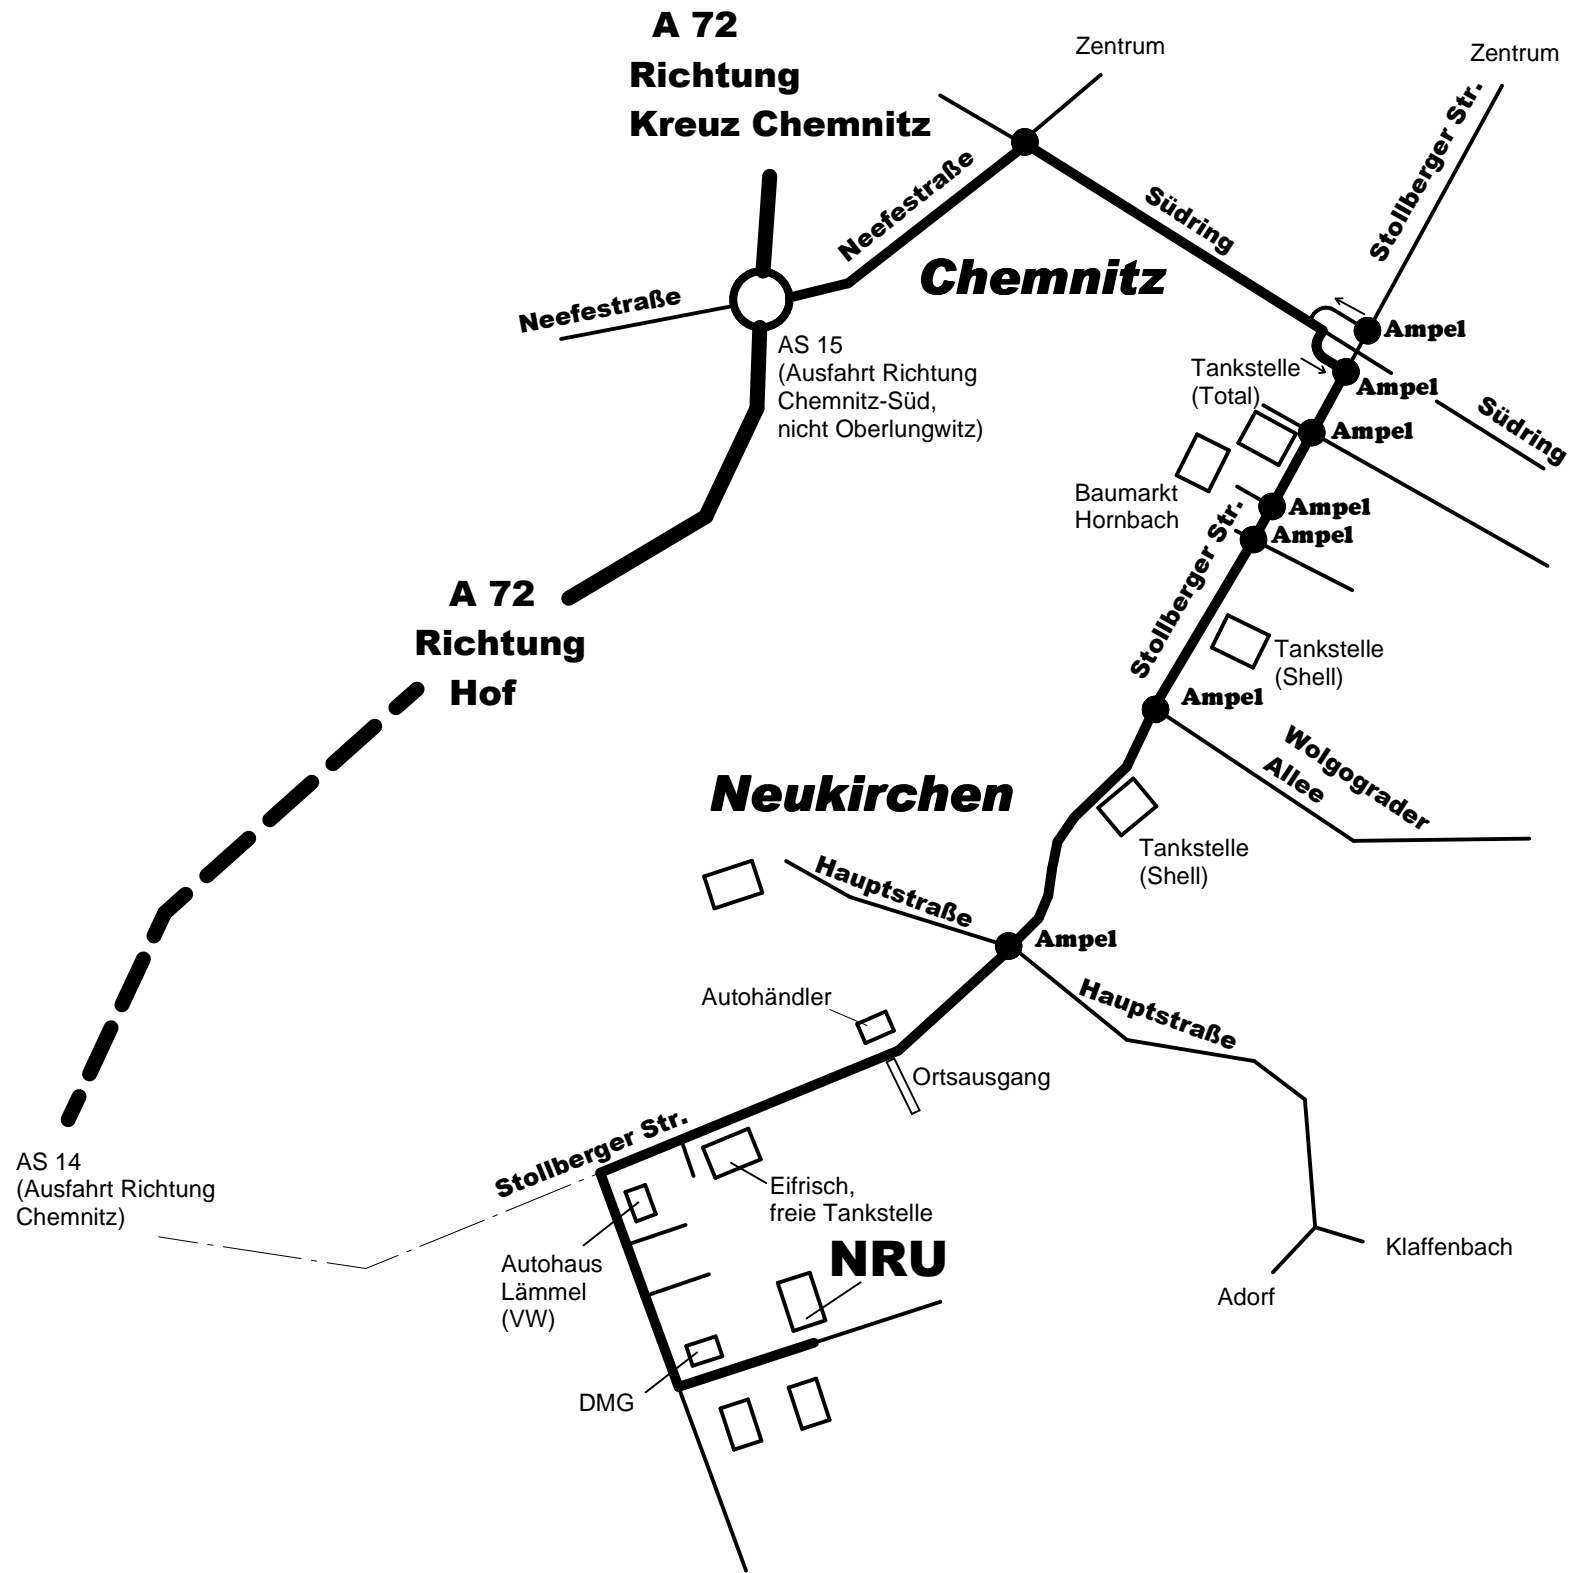 A 72
Richtung
Kreuz Chemnitz
Zentrum
Zentrum
Stollberger Str.
Neefestraße
Südring
Chemnitz
Neefestraße
AS 15
(Ausfahrt Richtung
Chemnitz-Süd,
nicht Oberlungwitz)
Ampel
Tankstelle
(Total)
Ampel
Südring
Ampel
Baumarkt
Hornbach
Ampel
Ampel
Stollberger Str.
A 72
Richtung
Hof
Tankstelle
(Shell)
Ampel
Wolgograder
Allee
Neukirchen
Tankstelle
(Shell)
Hauptstraße
Ampel
Autohändler
Hauptstraße
Ortsausgang
Stollberger Str.
AS 14
(Ausfahrt Richtung
Chemnitz)
Eifrisch,
freie Tankstelle
NRU
Autohaus
Lämmel
(VW)
Klaffenbach
Adorf
DMG